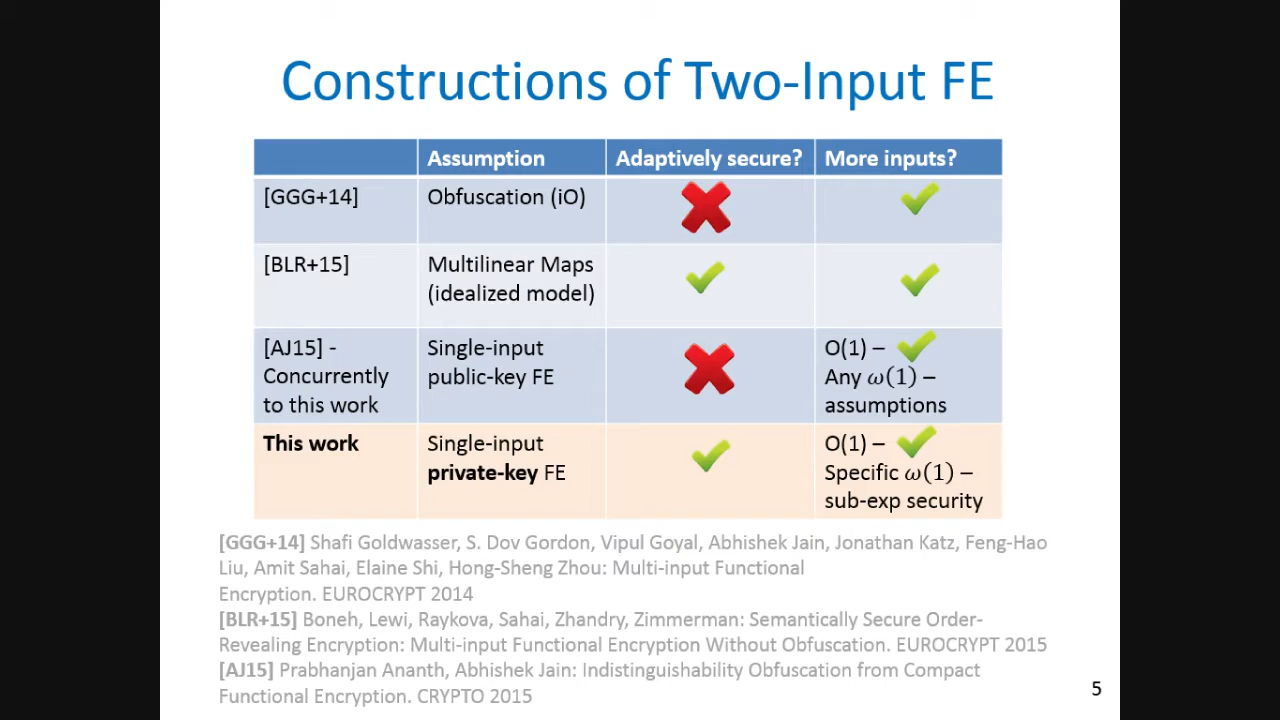 Constructions of Two-Input FE
Assumption Adaptively secure? More inputs?
[GGG+14] Obfuscation (iO)
[BLR+15] Multilinear Maps
(idealized model)
[AJ15] - Single-input O(1) –
Concurrently public-key FE Any ω(1) –
to this work assumptions
This work Single-input O(1) –
private-key FE Specific ω(1) –
sub-exp security
[GGG+14] Shafi Goldwasser, S. Dov Gordon, Vipul Goyal, Abhishek Jain, Jonathan Katz, Feng-Hao
Liu, Amit Sahai, Elaine Shi, Hong-Sheng Zhou: Multi-input Functional
Encryption. EUROCRYPT 2014
[BLR+15] Boneh, Lewi, Raykova, Sahai, Zhandry, Zimmerman: Semantically Secure Order-
Revealing Encryption: Multi-input Functional Encryption Without Obfuscation. EUROCRYPT 2015
[AJ15] Prabhanjan Ananth, Abhishek Jain: Indistinguishability Obfuscation from Compact
Functional Encryption. CRYPTO 2015
5